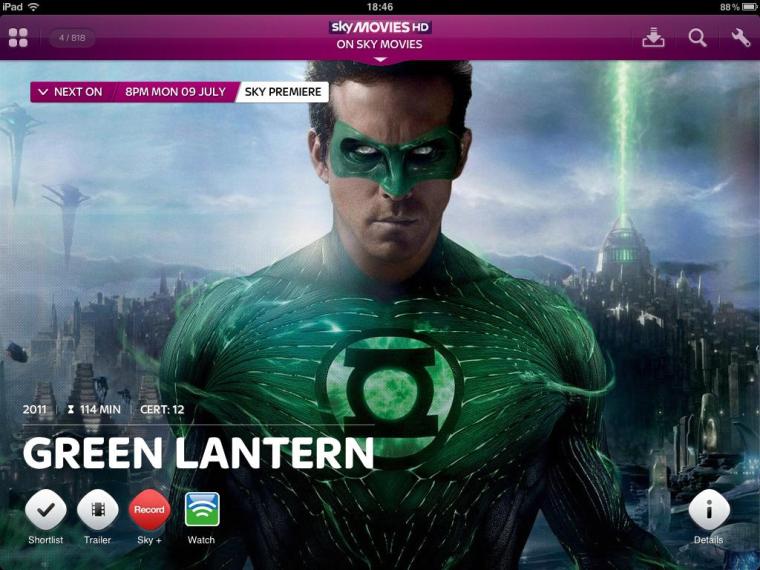 iPad 18:46 88%
sky MOVIES HD
4 / 818
ON SKY MOVIES
NEXT ON 8PM MON 09 JULY SKY PREMIERE
2011 114 MIN CERT: 12
GREEN LANTERN
Record
Shortlist Trailer Sky + Watch Details